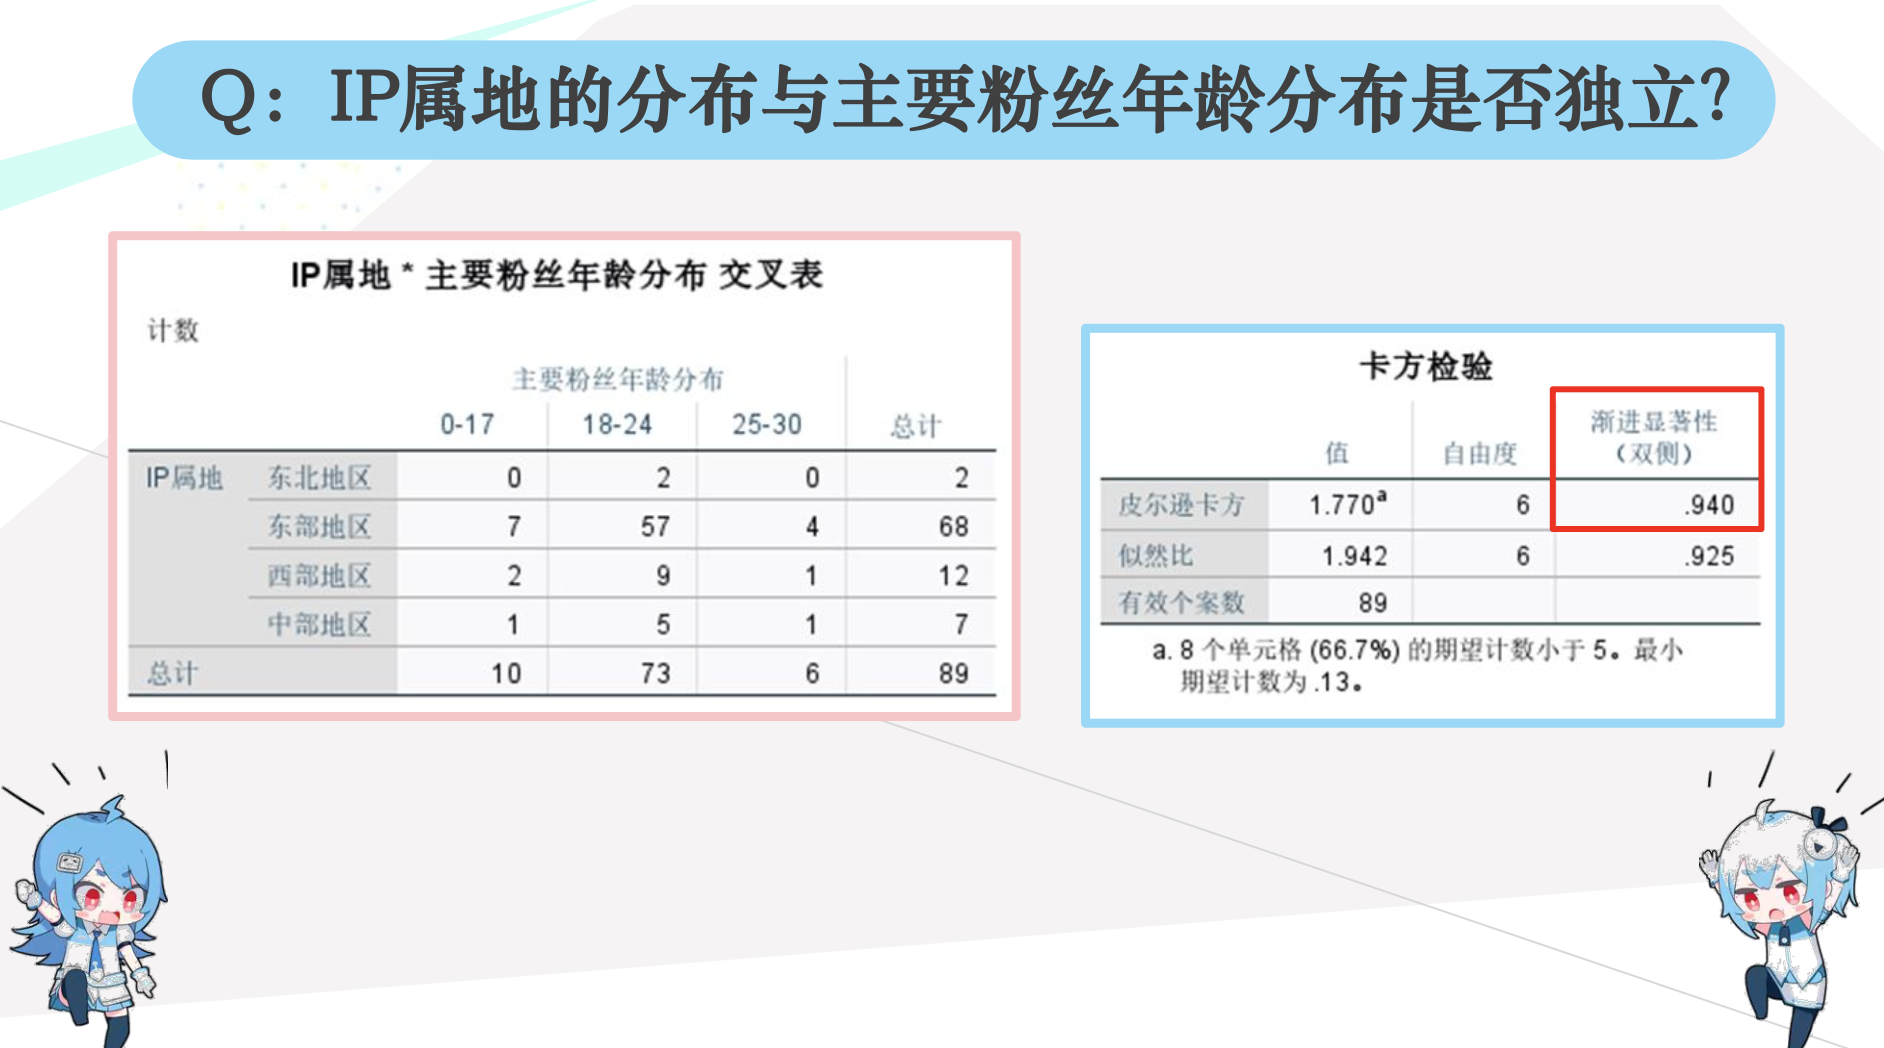 Q：IP属地的分布与主要粉丝年龄分布是否独立？
IP属地 * 主要粉丝年龄分布 交叉表
计数
主要粉丝年龄分布
0-17 18-24 25-30 总计
IP属地 东北地区 0 2 0 2
东部地区 7 57 4 68
西部地区 2 9 1 12
中部地区 1 5 1 7
总计 10 73 6 89
卡方检验
值 自由度 渐进显著性
（双侧）
皮尔逊卡方 1.770a 6 .940
似然比 1.942 6 .925
有效个案数 89
a. 8 个单元格 (66.7%) 的期望计数小于 5。最小
期望计数为 .13。